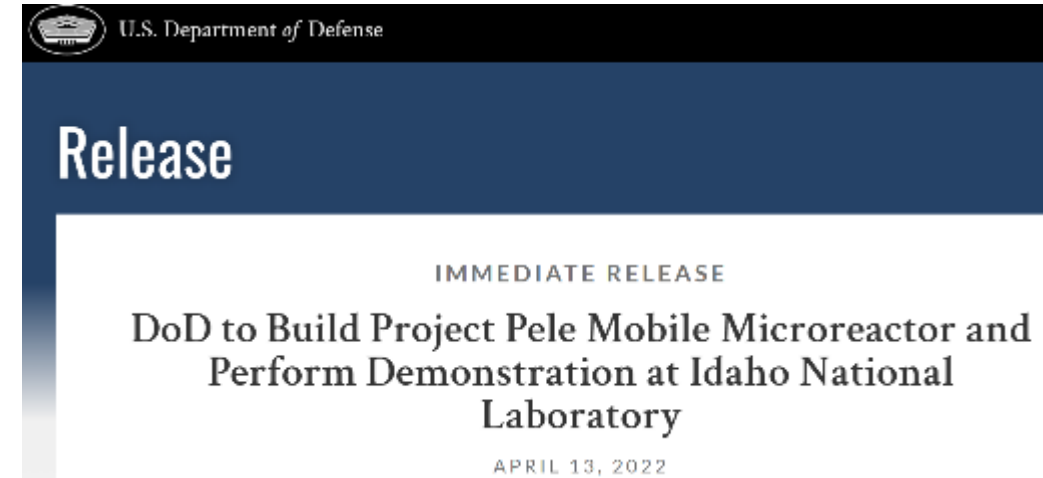 U.S. Department of Defense
Release
IMMEDIATE RELEASE
DoD to Build Project Pele Mobile Microreactor and
Perform Demonstration at Idaho National
Laboratory
APRIL 13, 2022